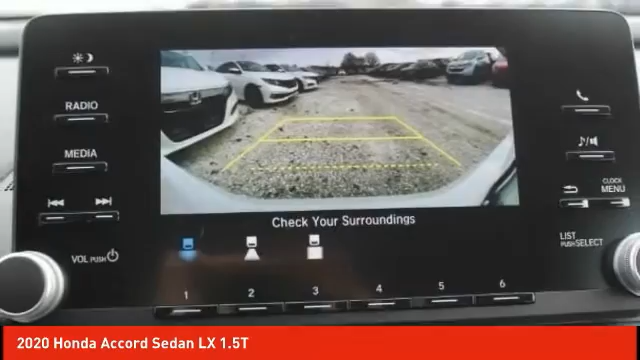 RADIO
MEDIA
VOL PUSH
Check Your Surroundings
CLOCK
MENU
LIST
PUSH SELECT
1 2 3 4 5 6
2020 Honda Accord Sedan LX 1.5T